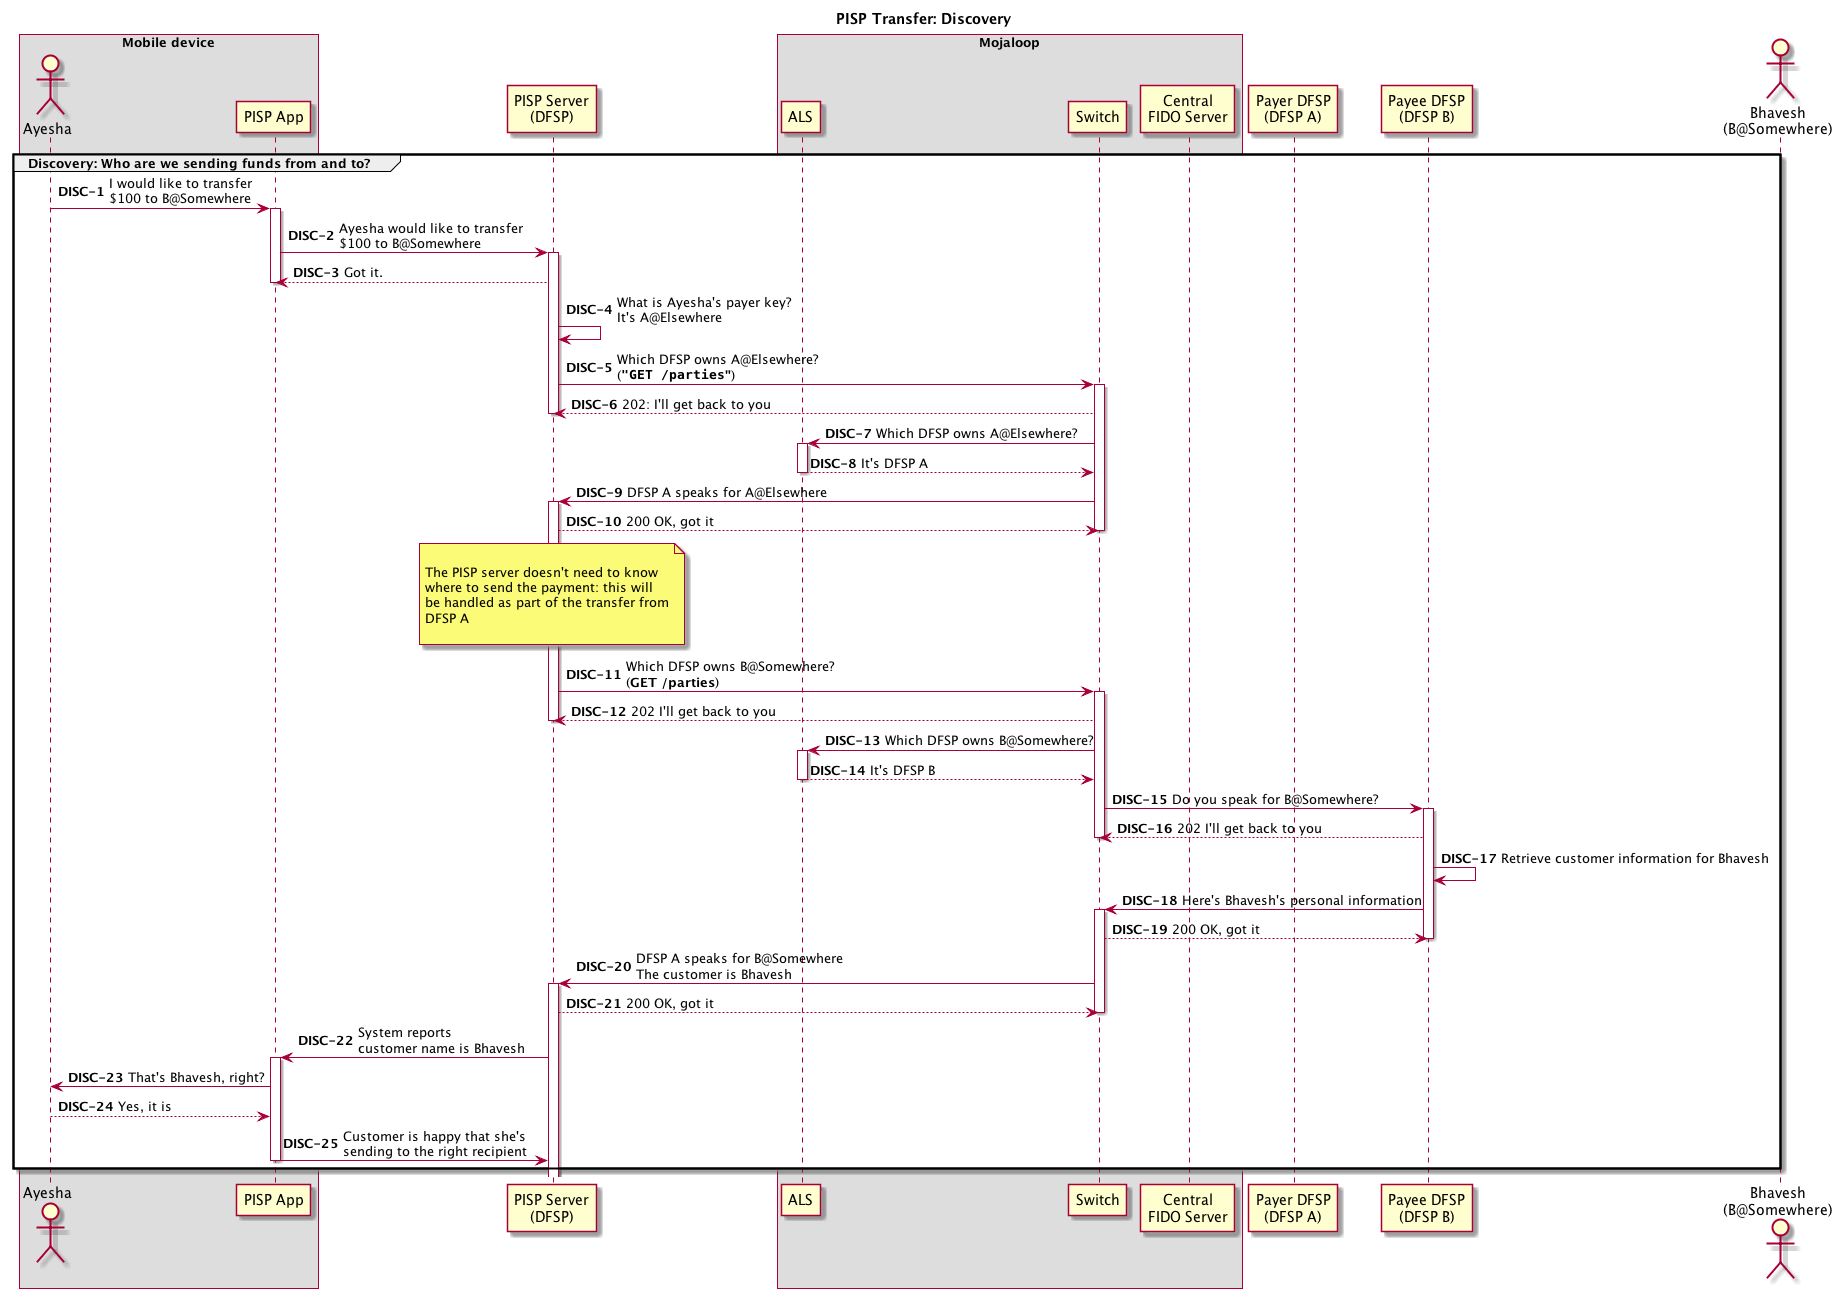 PISP Transfer: Discovery
Mobile device
Mojaloop
Ayesha
PISP App
PISP Server
(DFSP)
ALS
Switch
Central
FIDO Server
Payer DFSP
(DFSP A)
Payee DFSP
(DFSP B)
Bhavesh
(B@Somewhere)
Discovery: Who are we sending funds from and to?
DISC-1 I would like to transfer
$100 to B@Somewhere
DISC-2 Ayesha would like to transfer
$100 to B@Somewhere
DISC-3 Got it.
DISC-4 What is Ayesha's payer key?
It's A@Elsewhere
DISC-5 Which DFSP owns A@Elsewhere?
("GET /parties")
DISC-6 202: I'll get back to you
DISC-7 Which DFSP owns A@Elsewhere?
DISC-8 It's DFSP A
DISC-9 DFSP A speaks for A@Elsewhere
DISC-10 200 OK, got it
The PISP server doesn't need to know
where to send the payment: this will
be handled as part of the transfer from
DFSP A
DISC-11 Which DFSP owns B@Somewhere?
(GET /parties)
DISC-12 202 I'll get back to you
DISC-13 Which DFSP owns B@Somewhere?
DISC-14 It's DFSP B
DISC-15 Do you speak for B@Somewhere?
DISC-16 202 I'll get back to you
DISC-17 Retrieve customer information for Bhavesh
DISC-18 Here's Bhavesh's personal information
DISC-19 200 OK, got it
DISC-20 DFSP A speaks for B@Somewhere
The customer is Bhavesh
DISC-21 200 OK, got it
DISC-22 System reports
customer name is Bhavesh
DISC-23 That's Bhavesh, right?
DISC-24 Yes, it is
DISC-25 Customer is happy that she's
sending to the right recipient
Ayesha
PISP App
PISP Server
(DFSP)
ALS
Switch
Central
FIDO Server
Payer DFSP
(DFSP A)
Payee DFSP
(DFSP B)
Bhavesh
(B@Somewhere)